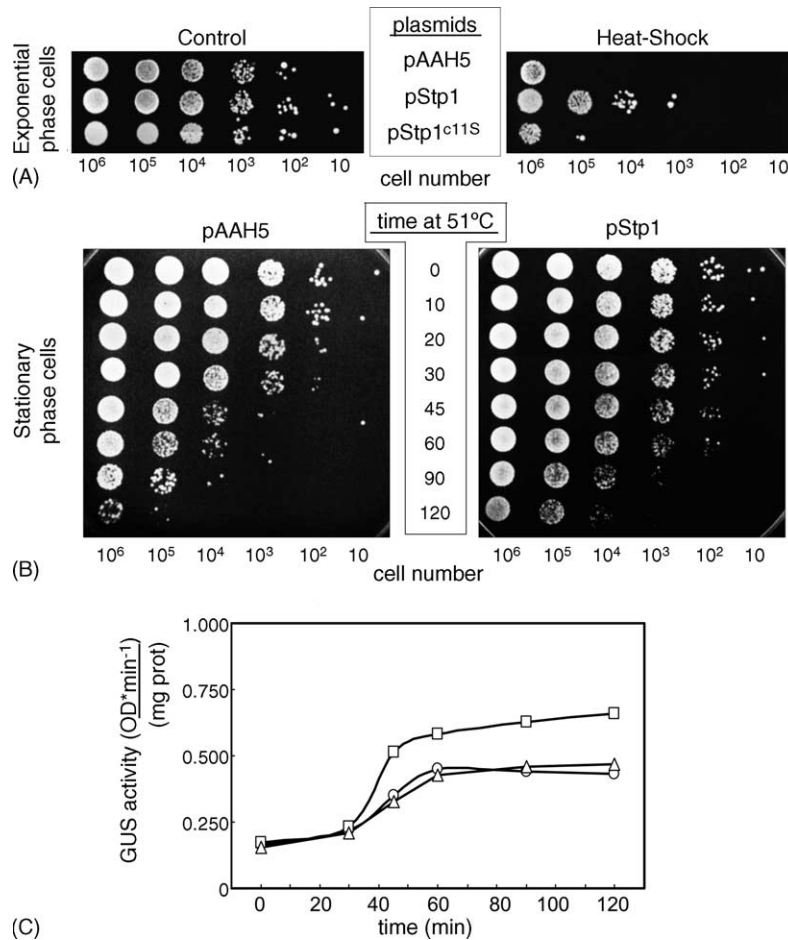 Control
plasmids
Heat-Shock
Exponential
phase cells
pAAH5
pStp1
pStp1c11S
10⁶ 10⁵ 10⁴ 10³ 10² 10
10⁶ 10⁵ 10⁴ 10³ 10² 10
(A)
cell number
time at 51ºC
pAAH5
pStp1
Stationary
phase cells
0
10
20
30
45
60
90
120
10⁶ 10⁵ 10⁴ 10³ 10² 10
10⁶ 10⁵ 10⁴ 10³ 10² 10
(B)
cell number
GUS activity (OD*min⁻¹)
(mg prot)
1.000
0.750
0.500
0.250
0
0 20 40 60 80 100 120
time (min)
(C)